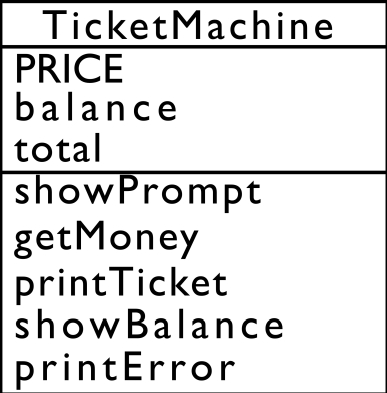 TicketMachine
PRICE
balance
total
showPrompt
getMoney
printTicket
showBalance
printError